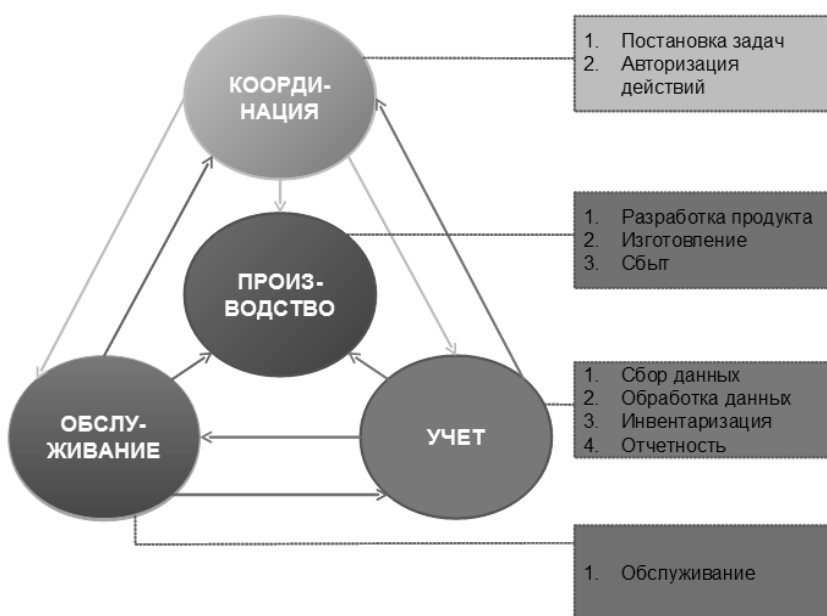 КООРДИ-
НАЦИЯ
1. Постановка задач
2. Авторизация
действий
ПРОИЗ-
ВОДСТВО
1. Разработка продукта
2. Изготовление
3. Сбыт
ОБСЛУ-
ЖИВАНИЕ
УЧЕТ
1. Сбор данных
2. Обработка данных
3. Инвентаризация
4. Отчетность
1. Обслуживание